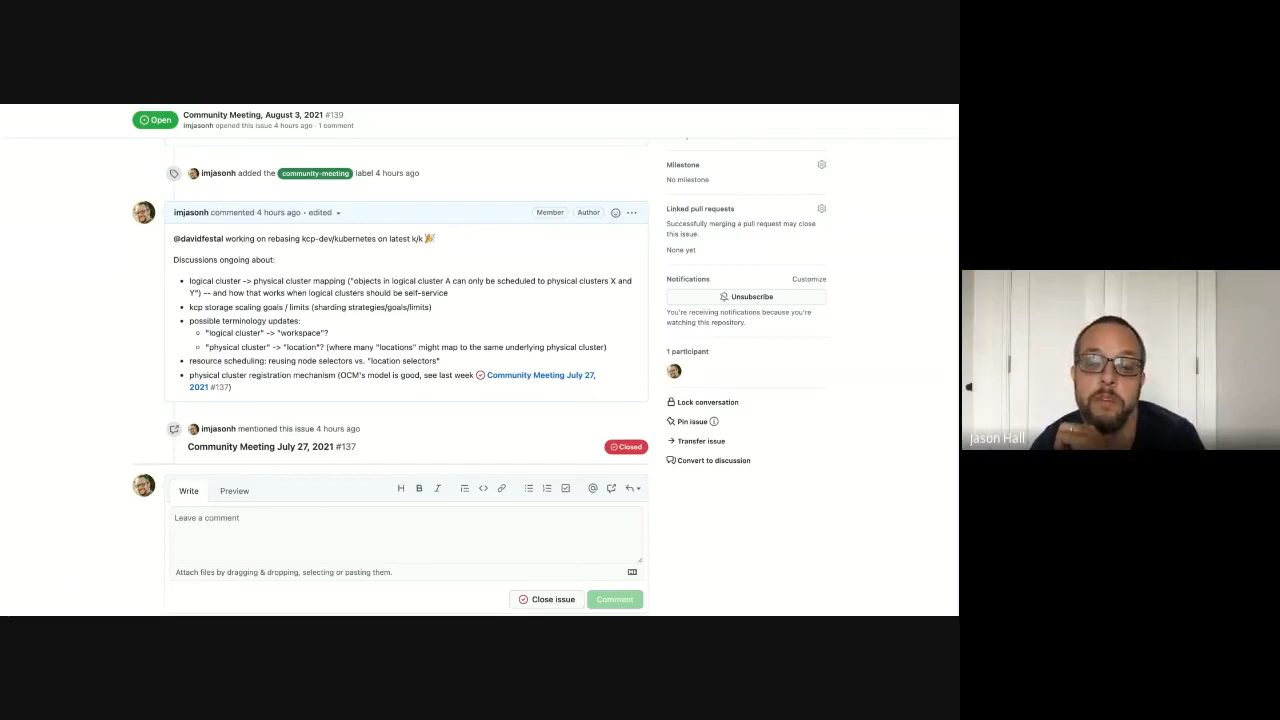 Open
Community Meeting, August 3, 2021 #139
imjasonh opened this issue 4 hours ago · 1 comment
imjasonh added the community-meeting label 4 hours ago
imjasonh commented 4 hours ago • edited
Member
Author
@davidfestal working on rebasing kcp-dev/kubernetes on latest k/k 🎉
Discussions ongoing about:
• logical cluster -> physical cluster mapping ("objects in logical cluster A can only be scheduled to physical clusters X and
Y") -- and how that works when logical clusters should be self-service
• kcp storage scaling goals / limits (sharding strategies/goals/limits)
• possible terminology updates:
○ "logical cluster" -> "workspace"?
○ "physical cluster" -> "location"? (where many "locations" might map to the same underlying physical cluster)
• resource scheduling: reusing node selectors vs. "location selectors"
• physical cluster registration mechanism (OCM's model is good, see last week Community Meeting July 27,
2021 #137)
imjasonh mentioned this issue 4 hours ago
Community Meeting July 27, 2021 #137
Closed
Write
Preview
H B I
Leave a comment
Attach files by dragging & dropping, selecting or pasting them.
Close issue
Comment
Milestone
No milestone
Linked pull requests
Successfully merging a pull request may close
this issue.
None yet
Notifications
Customize
Unsubscribe
You're receiving notifications because you're
watching this repository.
1 participant
Lock conversation
Pin issue
Transfer issue
Convert to discussion
Jason Hall